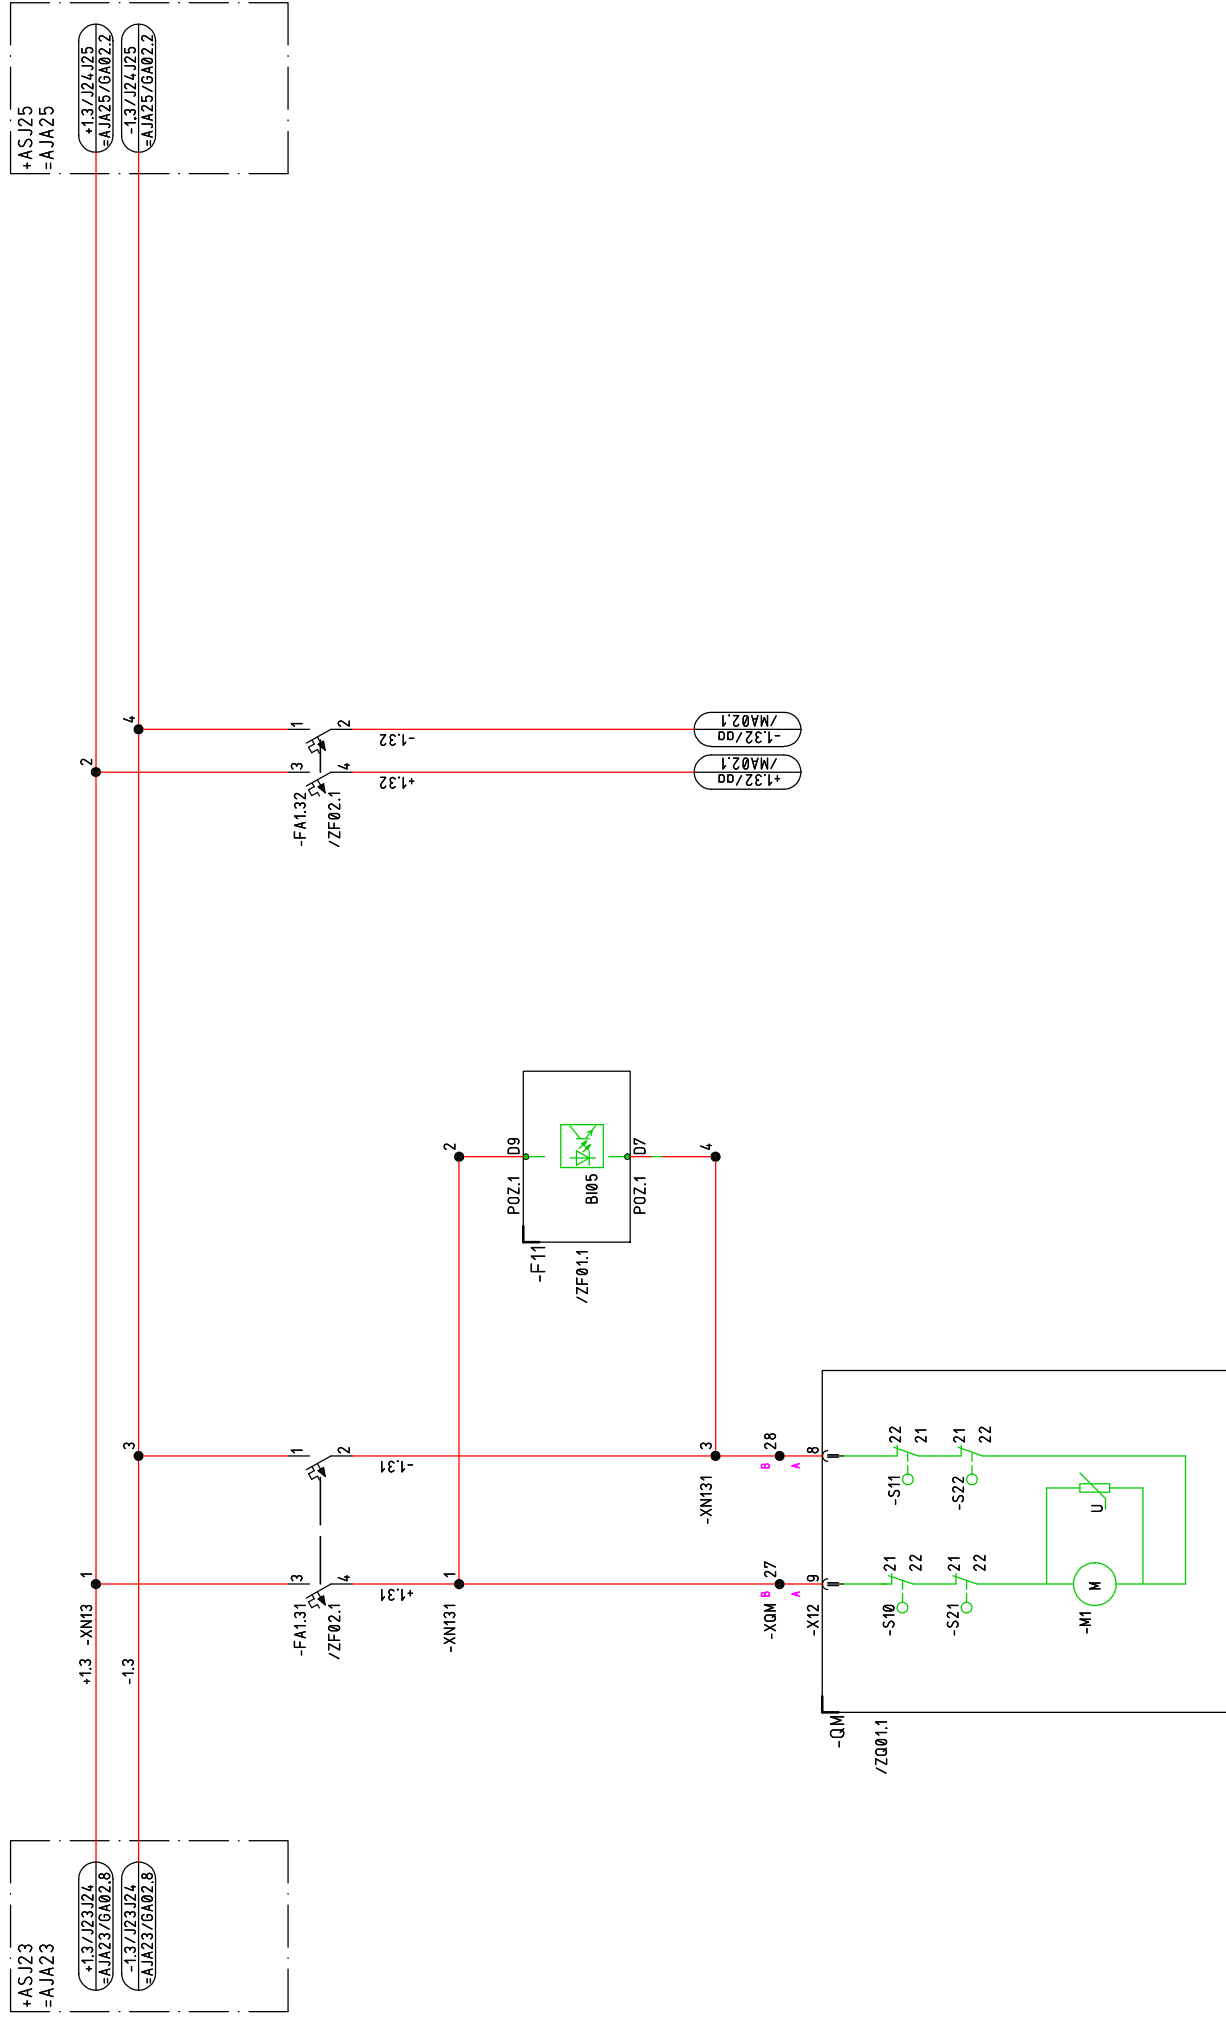 +ASJ25
=AJA25
+1.3/J24J25
=AJA25/GA02.2
-1.3/J24J25
=AJA25/GA02.2
2
4
3
4
1
2
-FA1.32
/ZF02.1
+1.32
-1.32
+1.32/aa
/MA02.1
-1.32/aa
/MA02.1
2
D9
POZ.1
BI05
D7
POZ.1
4
-F11
/ZF01.1
1
-XN13
3
+1.3
-1.3
3
4
1
2
-FA1.31
/ZF02.1
+1.31
-1.31
1
-XN131
3
-XN131
27
B
A
-XQM
28
B
A
9
-X12
8
-QM
/ZQ01.1
21
22
-S10
21
22
-S21
22
21
-S11
21
22
-S22
M
-M1
U
+ASJ23
=AJA23
+1.3/J23J24
=AJA23/GA02.8
-1.3/J23J24
=AJA23/GA02.8